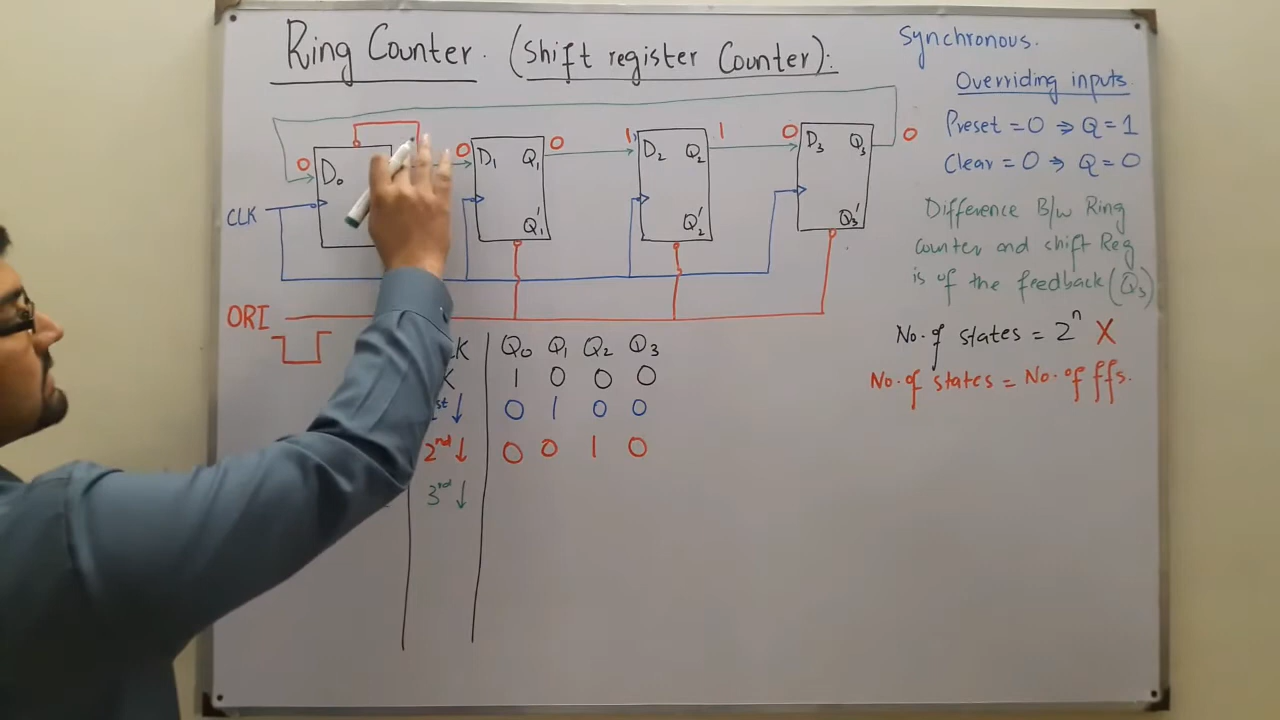 Ring Counter. (Shift register Counter):
Synchronous.
Overriding inputs.
Preset = 0 ⇒ Q = 1
Clear = 0 ⇒ Q = 0
Difference B/w Ring
counter and shift Reg
is of the feedback (Q₃)
No. of states = 2ⁿ X
No. of states = No. of ffs.
0 D₀
0 D₁ Q₁ 0
Q₁'
1 D₂ Q₂ 1
Q₂'
0 D₃ Q₃ 0
Q₃'
CLK
ORI
K Q₀ Q₁ Q₂ Q₃
K 1 0 0 0
st ↓ 0 1 0 0
2nd ↓ 0 0 1 0
3rd ↓